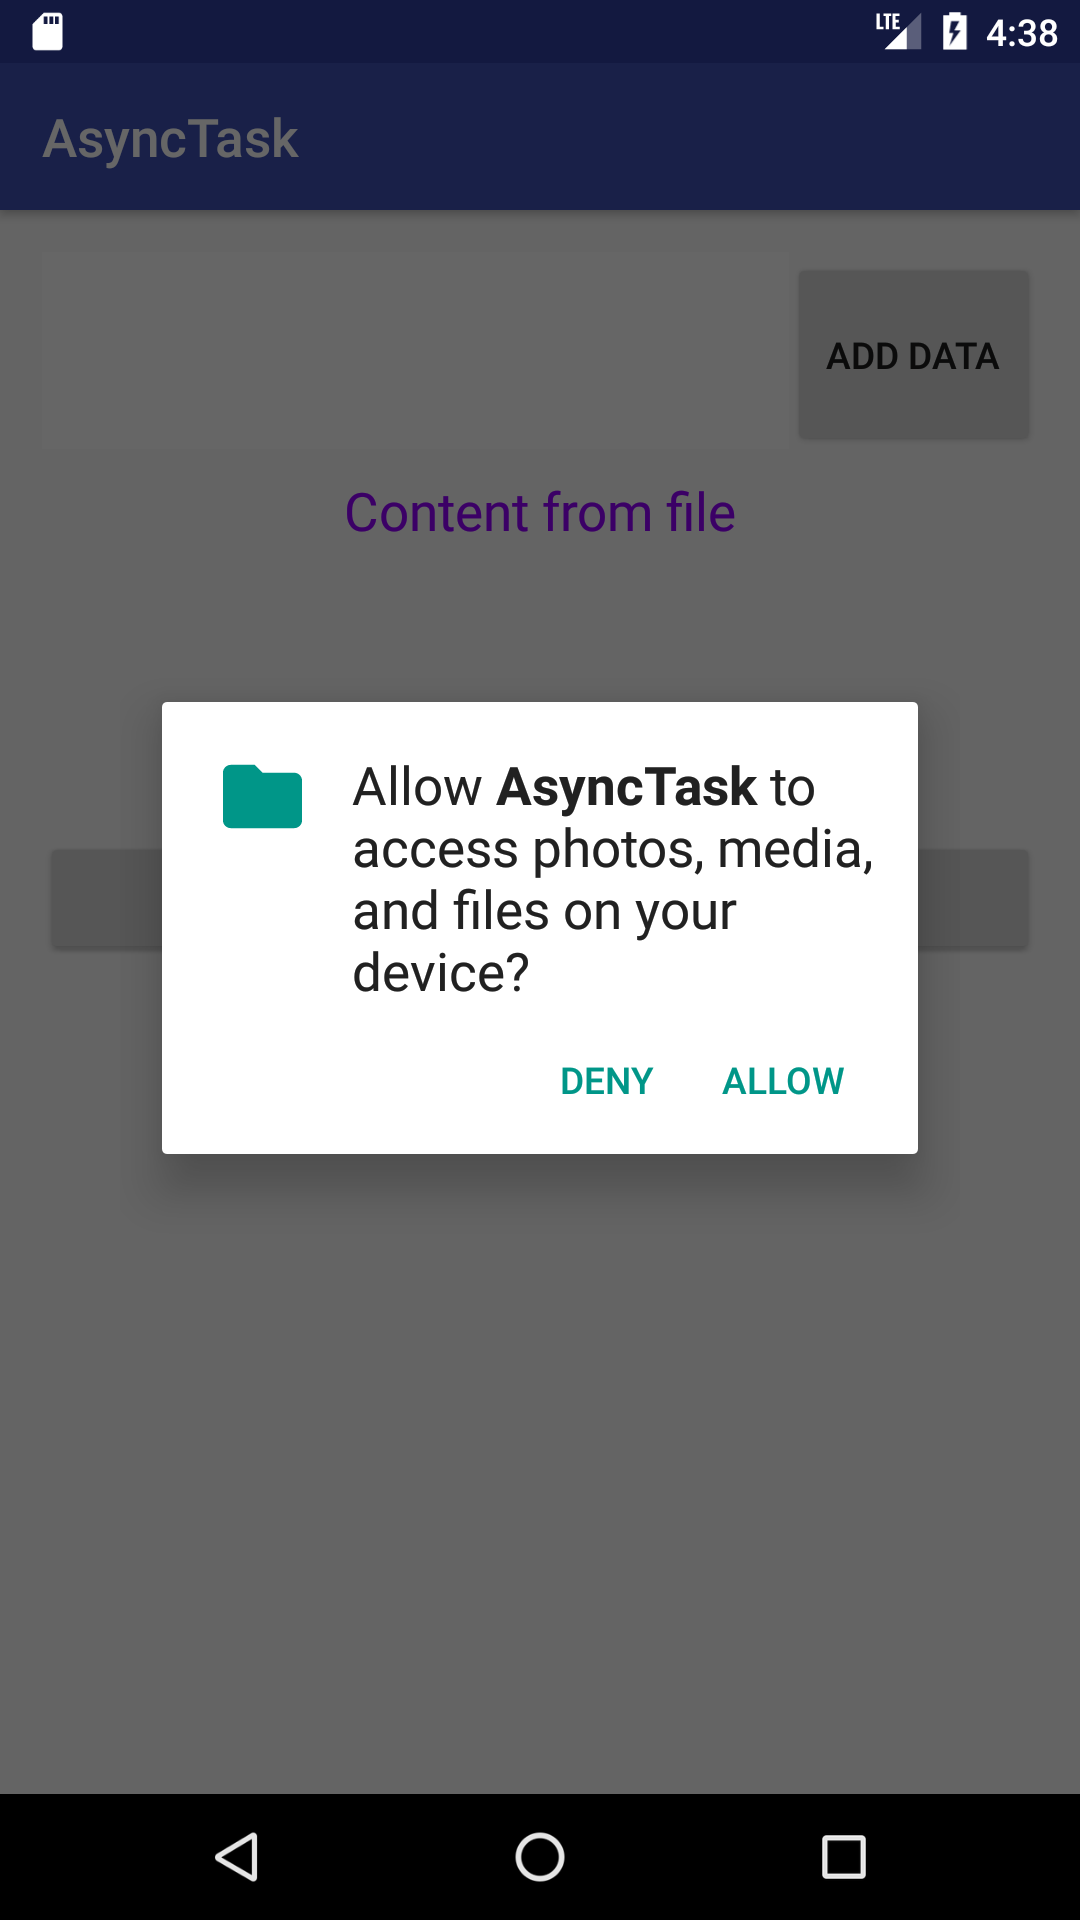 LTE 4:38
AsyncTask
ADD DATA
Content from file
Allow AsyncTask to
access photos, media,
and files on your
device?
DENY ALLOW